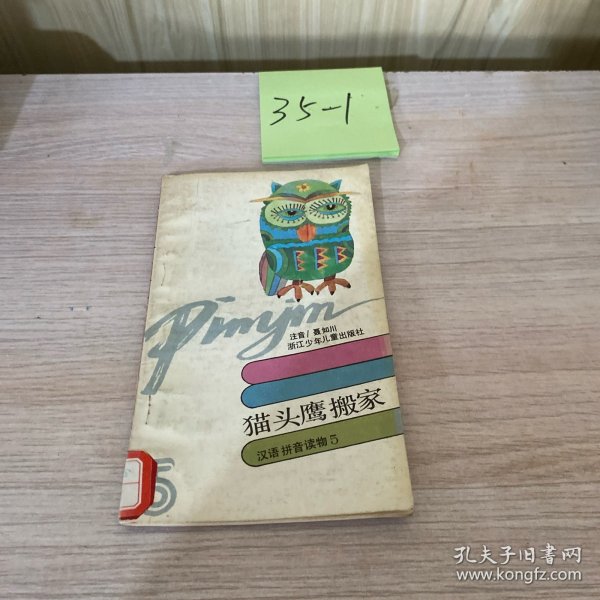 35-1
Pinyin
注音/聂如川
浙江少年儿童出版社
猫头鹰搬家
汉语拼音读物5
5
孔夫子旧书网
www.kongfz.com